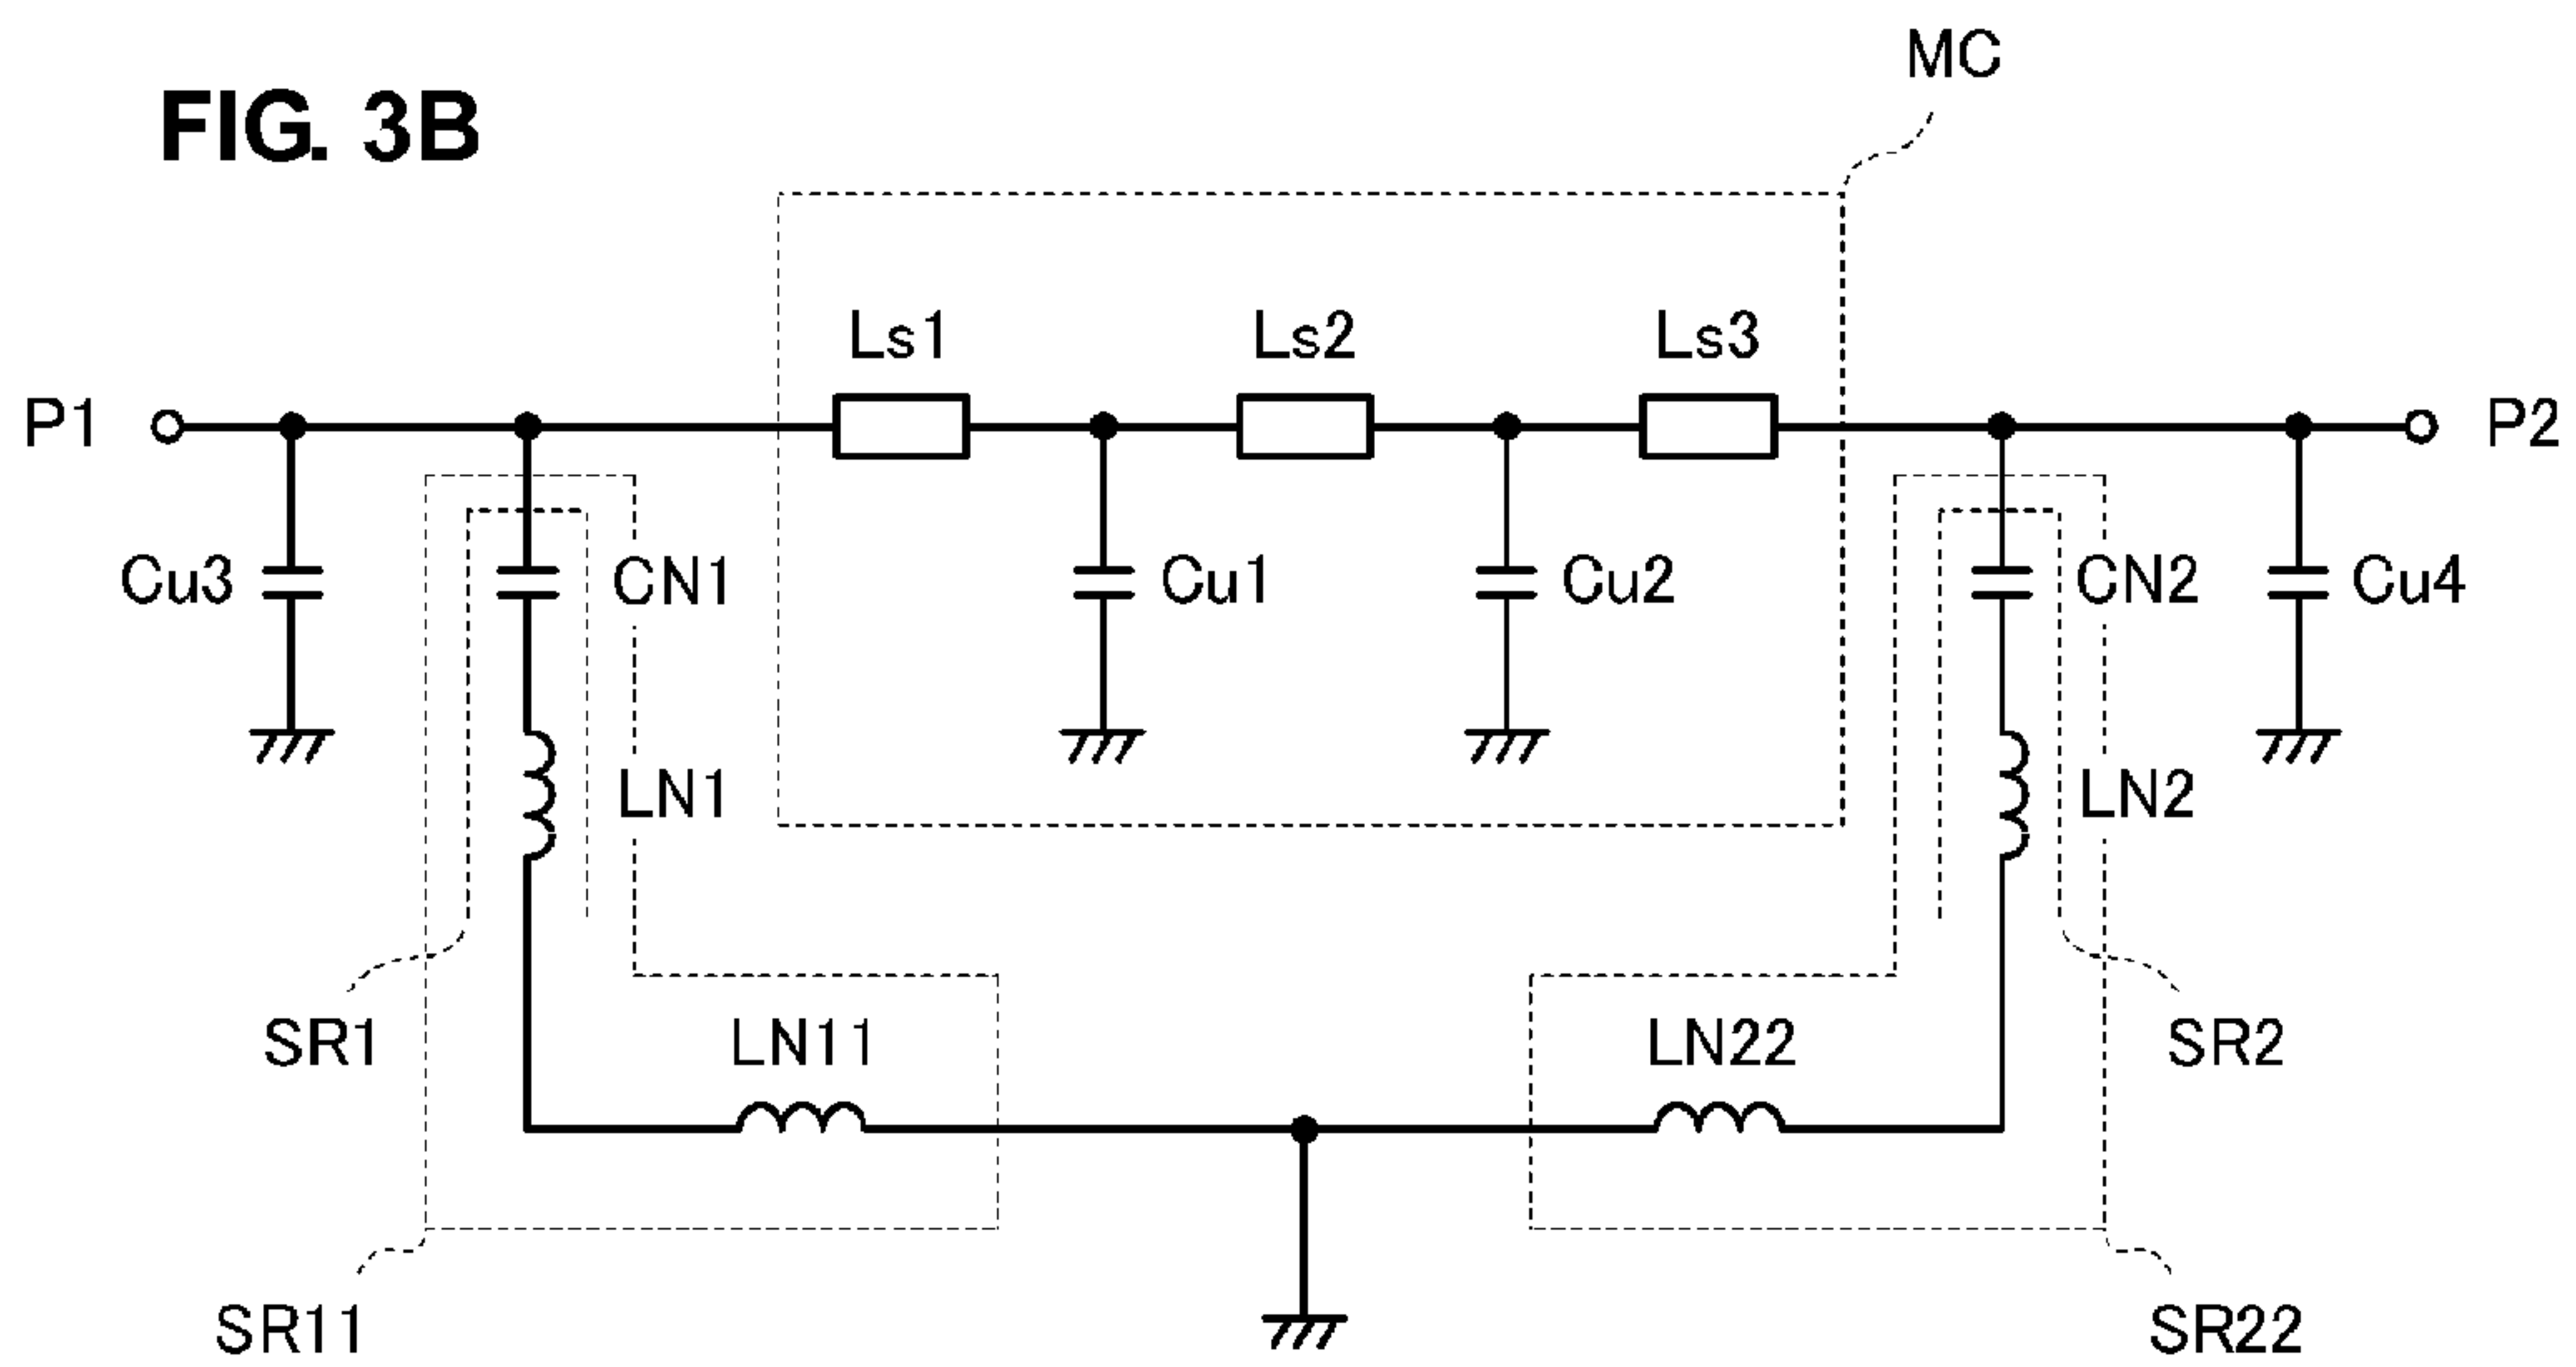 MC
FIG. 3B
Ls1 Ls2 Ls3
P1 P2
Cu3 CN1 Cu1 Cu2 CN2 Cu4
LN1 LN2
SR1 LN11 LN22 SR2
SR11 SR22